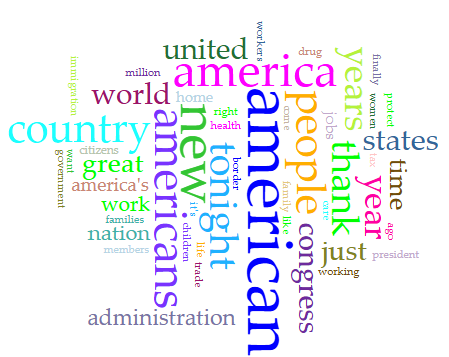 workers
drug
united
years
finally
immigration
million
america
world
home
protect
women
right
health
come
jobs
country
americans
new
american
people
states
citizens
want
government
great
tonight
border
thank
tax
time
america's
family
care
year
work
it's
like
families
children
congress
ago
nation
members
life
trade
just
president
working
administration